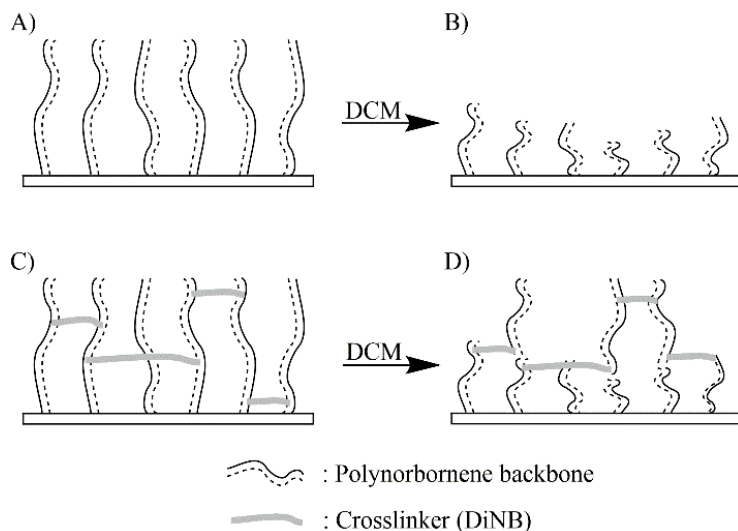 A)
B)
DCM
C)
D)
DCM
: Polynorbornene backbone
: Crosslinker (DiNB)